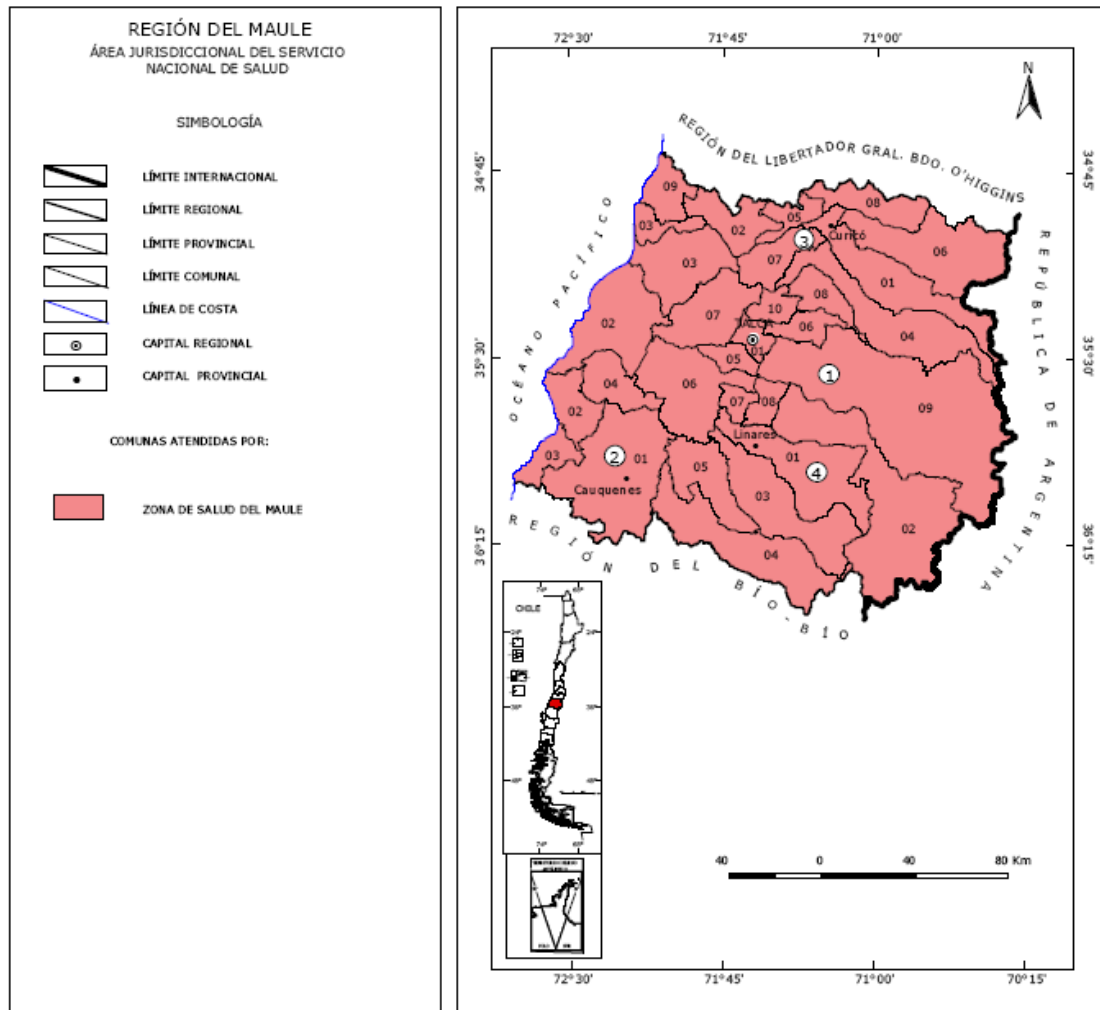 REGIÓN DEL MAULE
ÁREA JURISDICCIONAL DEL SERVICIO
NACIONAL DE SALUD
SIMBOLOGÍA
LÍMITE INTERNACIONAL
LÍMITE REGIONAL
LÍMITE PROVINCIAL
LÍMITE COMUNAL
LÍNEA DE COSTA
CAPITAL REGIONAL
CAPITAL PROVINCIAL
COMUNAS ATENDIDAS POR:
ZONA DE SALUD DEL MAULE
72°30' 71°45' 71°00'
N
REGIÓN DEL LIBERTADOR GRAL. BDO. O'HIGGINS
34°45' 34°45'
OCÉANO PACÍFICO
REPÚBLICA DE ARGENTINA
09 08
03 02 05
Curicó
3
06
03 07 01
08
10
02 07 06 04
TALCA
35°30' 01 35°30'
05
1
04 06 09
07 08
02
Linares
03 2 01 05 01 4
Cauquenes
03
02
04
36°15' 36°15'
REGIÓN DEL BÍO-BÍO
CHILE
40 0 40 80 Km
72°30' 71°45' 71°00' 70°15'